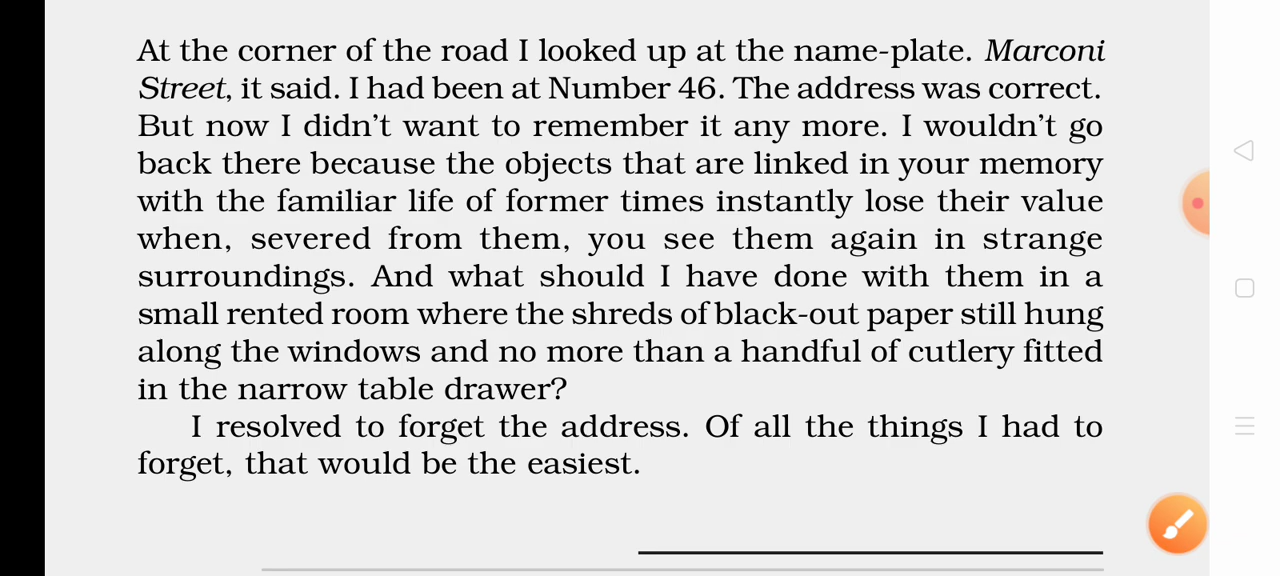 At the corner of the road I looked up at the name-plate. Marconi
Street, it said. I had been at Number 46. The address was correct.
But now I didn’t want to remember it any more. I wouldn’t go
back there because the objects that are linked in your memory
with the familiar life of former times instantly lose their value
when, severed from them, you see them again in strange
surroundings. And what should I have done with them in a
small rented room where the shreds of black-out paper still hung
along the windows and no more than a handful of cutlery fitted
in the narrow table drawer?
I resolved to forget the address. Of all the things I had to
forget, that would be the easiest.